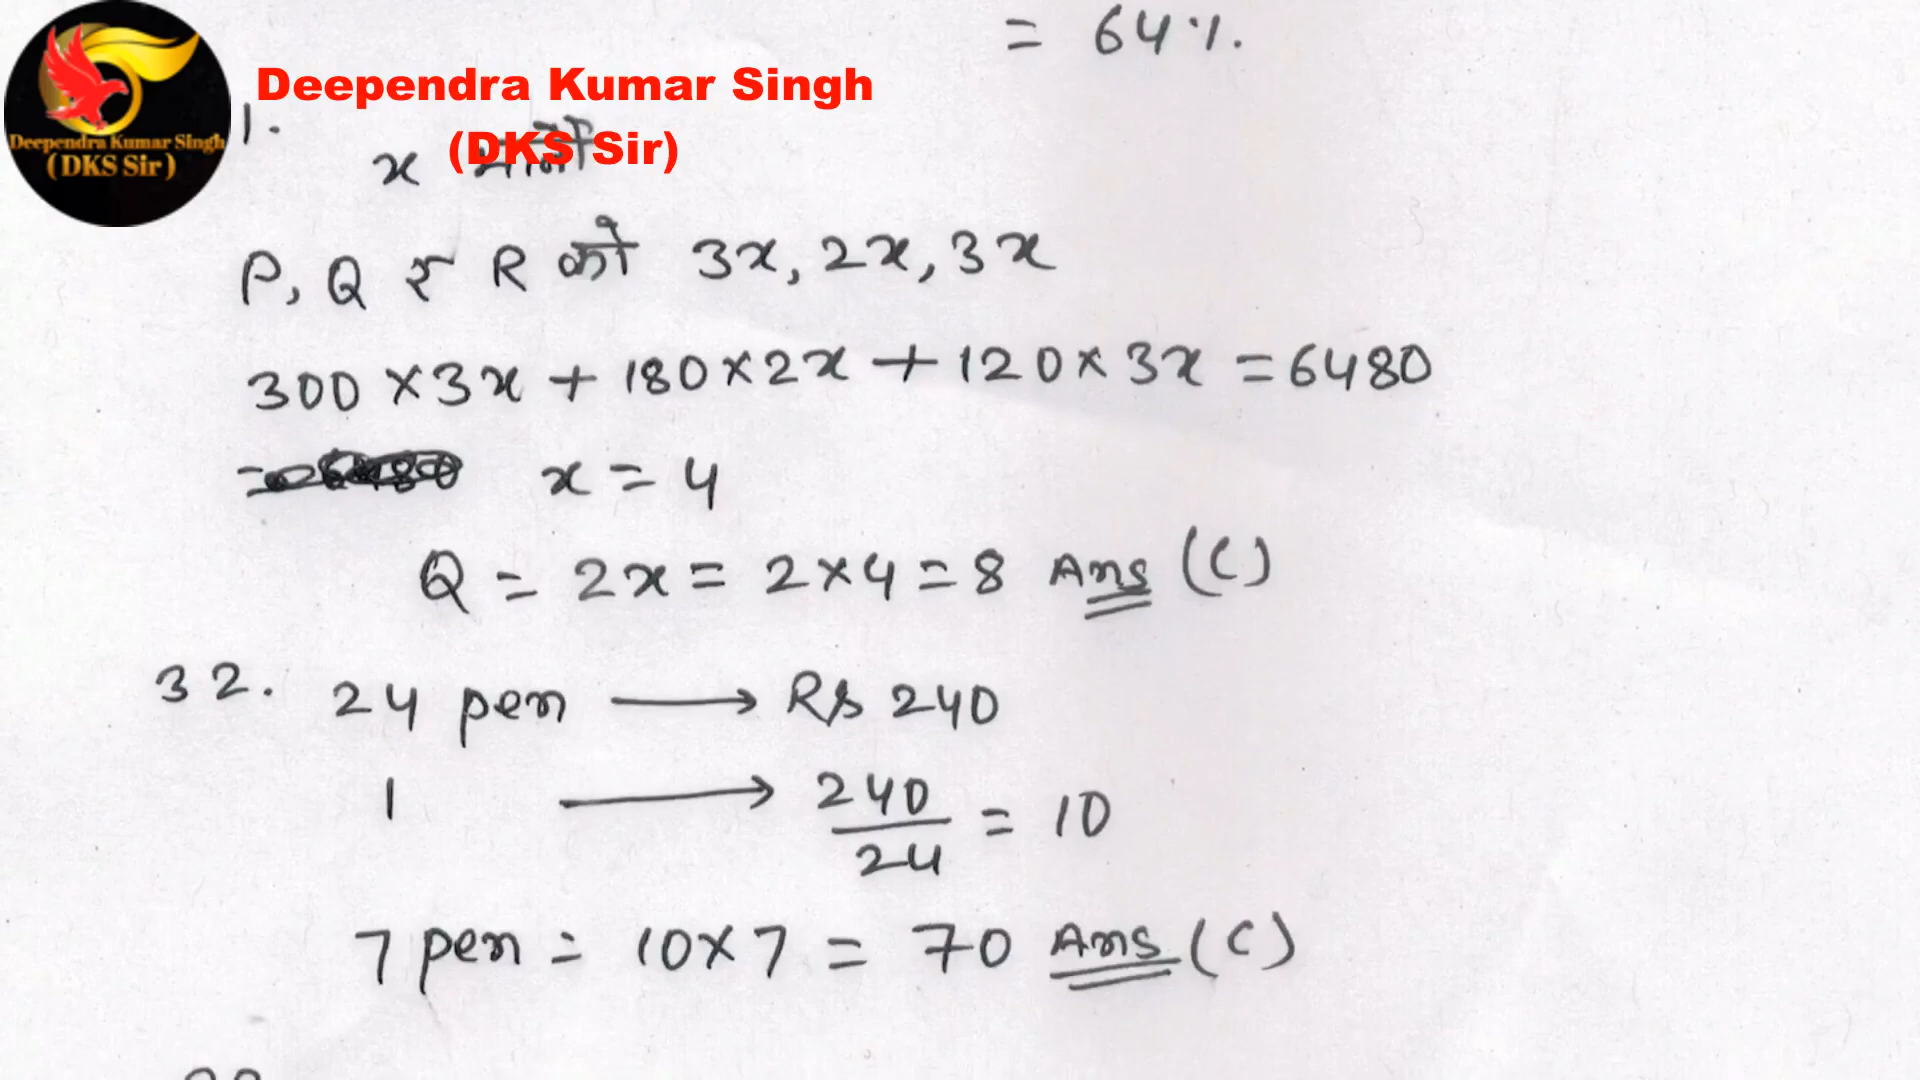 = 64%.
Deependra Kumar Singh
(DKS Sir)
Deependra Kumar Singh
(DKS Sir)
1.
x
P, Q व R को 3x, 2x, 3x
300 × 3x + 180 × 2x + 120 × 3x = 6480
= x = 4
Q = 2x = 2×4 = 8 Ans (C)
32. 24 pen → Rs 240
1 → 240/24 = 10
7 pen = 10×7 = 70 Ans (C)